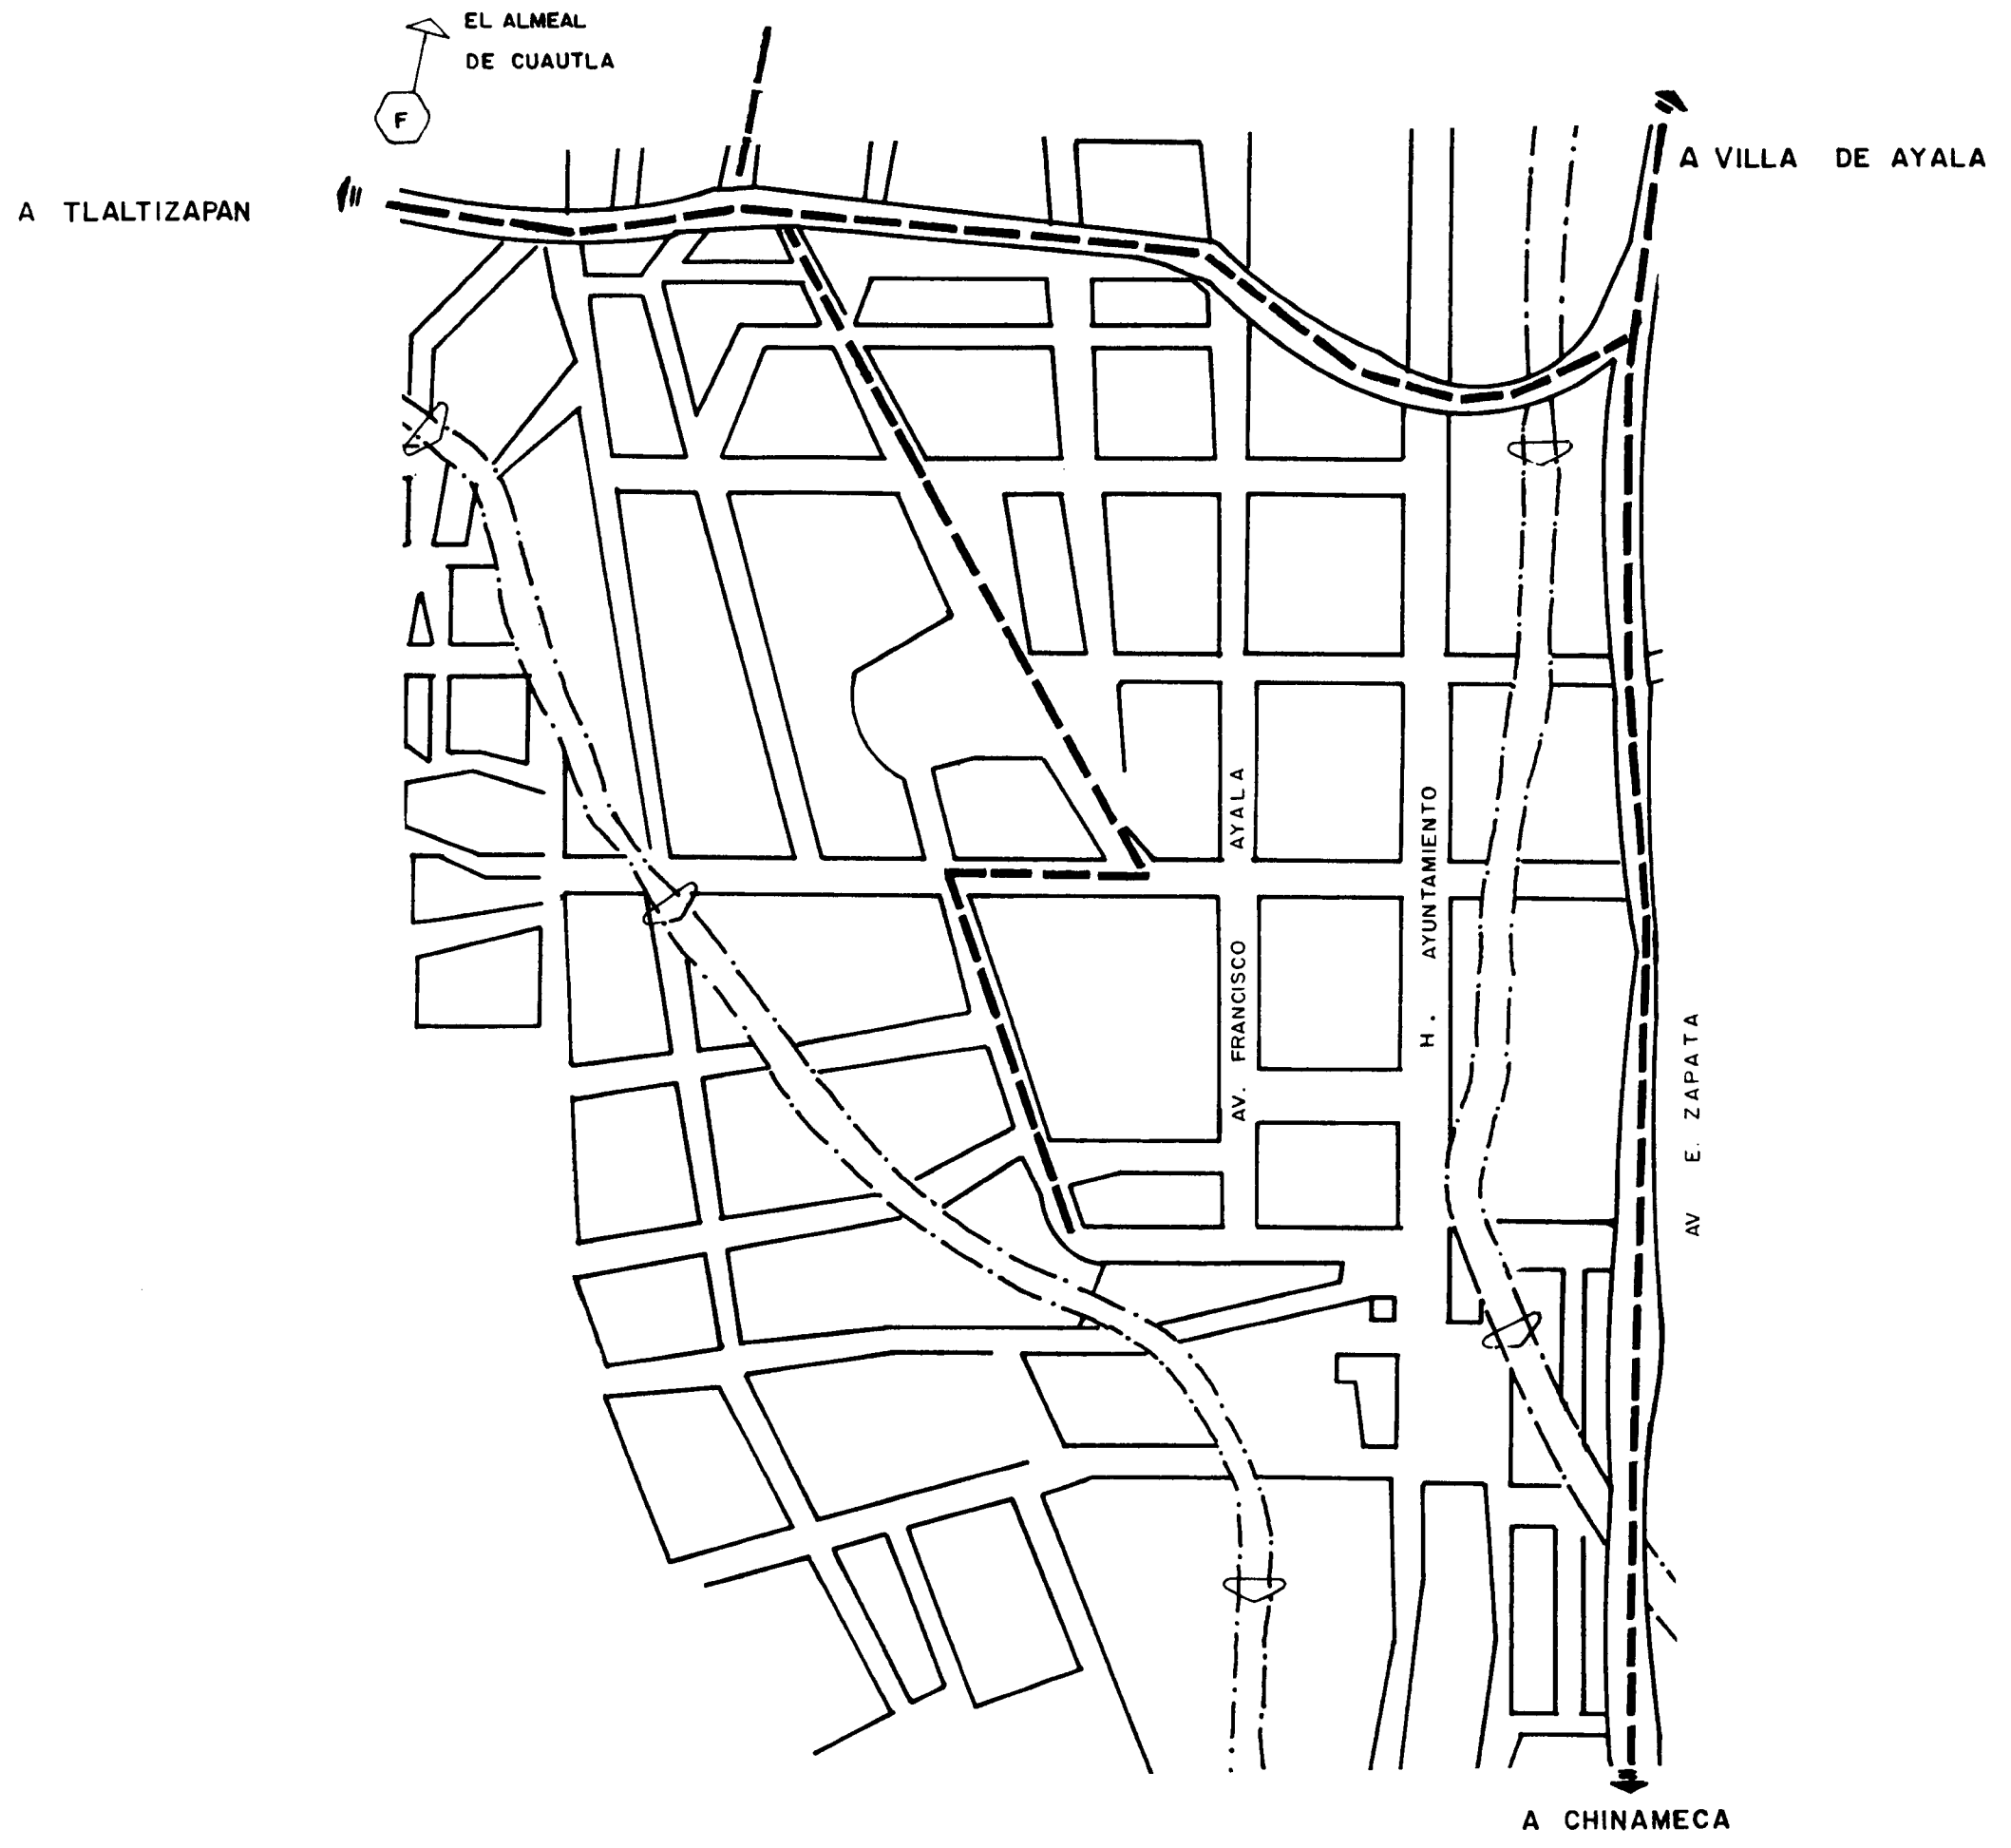 EL ALMEAL
DE CUAUTLA
F
A VILLA DE AYALA
A TLALTIZAPAN
AV. FRANCISCO AYALA
H. AYUNTAMIENTO
AV E. ZAPATA
A CHINAMECA